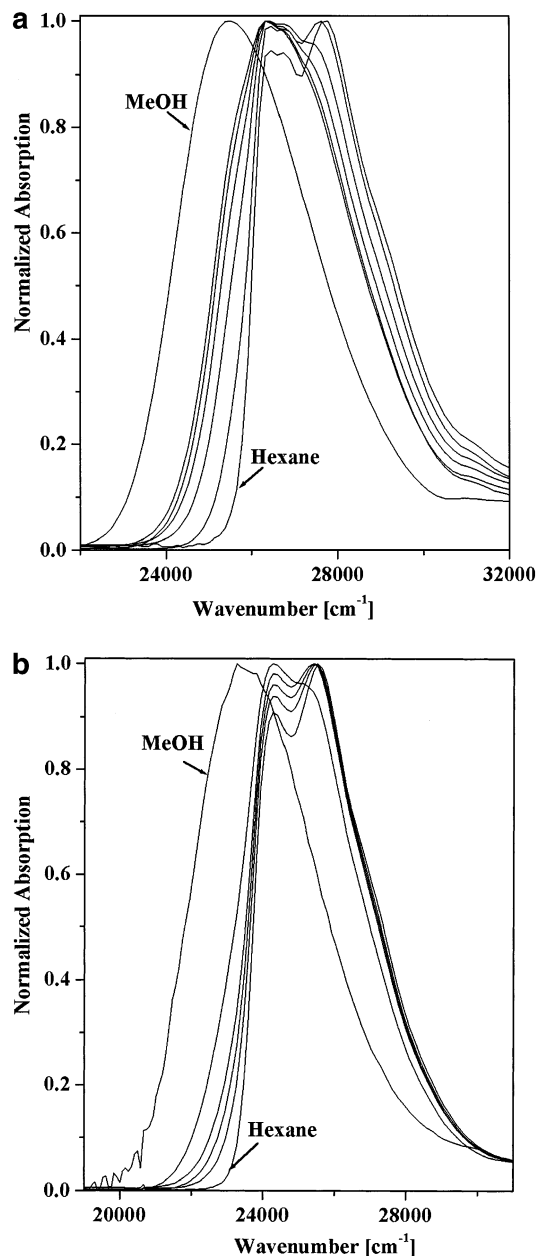 a
1.0
MeOH
0.8
0.6
0.4
Hexane
0.2
0.0
24000 28000 32000
Normalized Absorption
Wavenumber [cm-1]
b
1.0
MeOH
0.8
0.6
0.4
0.2
Hexane
0.0
20000 24000 28000
Normalized Absorption
Wavenumber [cm-1]